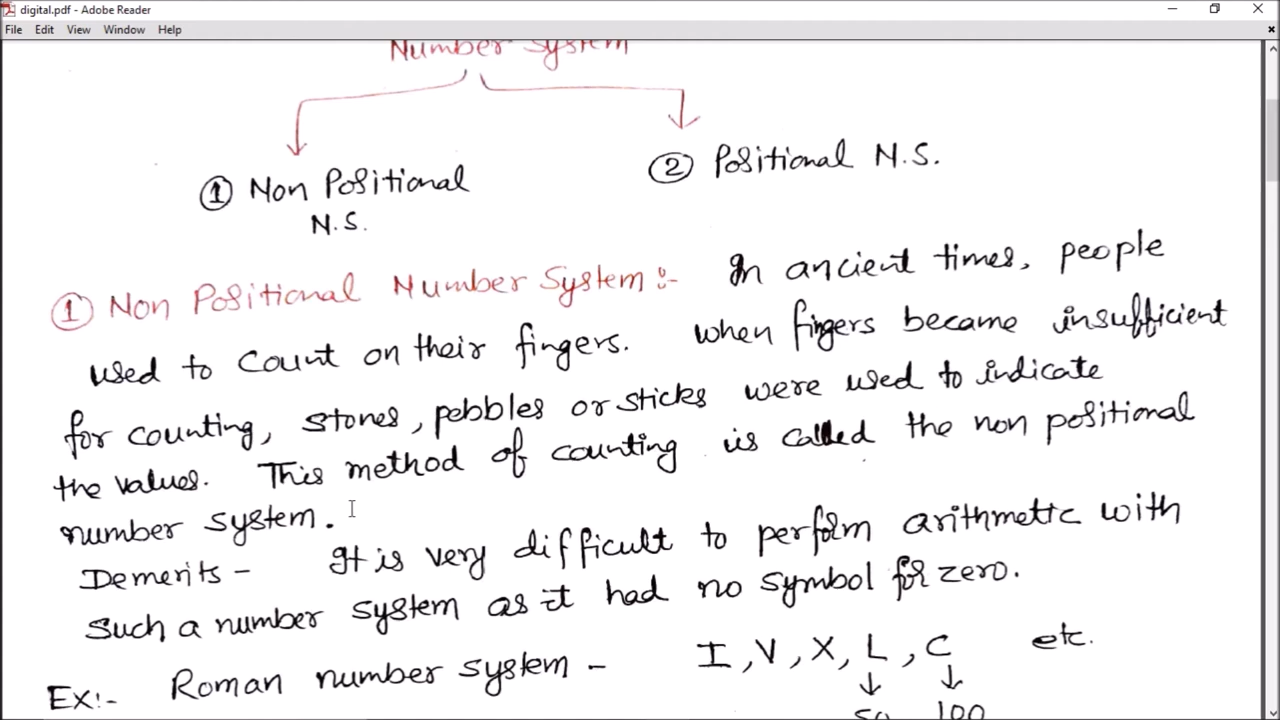 digital.pdf - Adobe Reader
File Edit View Window Help
Number System
① Non Positional
N.S.
② Positional N.S.
① Non Positional Number System:- In ancient times, people
used to count on their fingers. when fingers became insufficient
for counting, stones, pebbles or sticks were used to indicate
the values. This method of counting is called the non positional
number system.
Demerits - It is very difficult to perform arithmetic with
Such a number system as it had no symbol for zero.
Ex:- Roman number system - I, V, X, L, C etc.
50 100